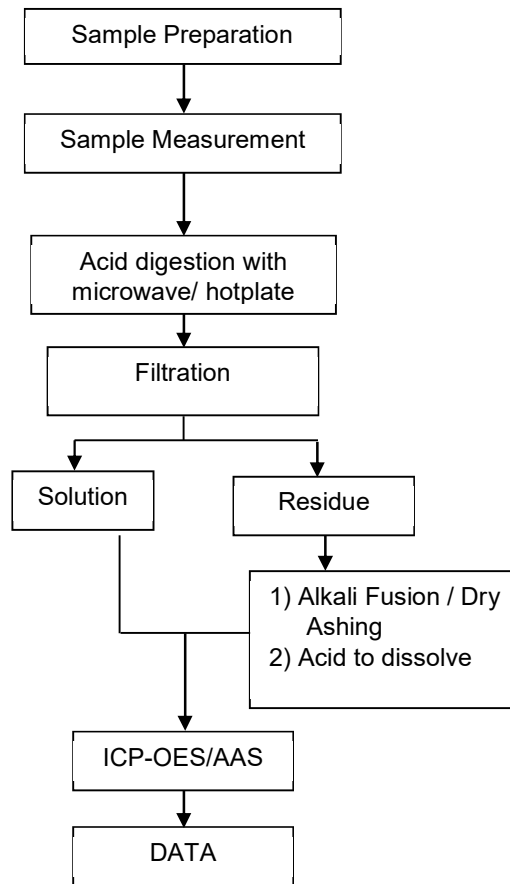 Sample Preparation
Sample Measurement
Acid digestion with
microwave/ hotplate
Filtration
Solution
Residue
1) Alkali Fusion / Dry
Ashing
2) Acid to dissolve
ICP-OES/AAS
DATA